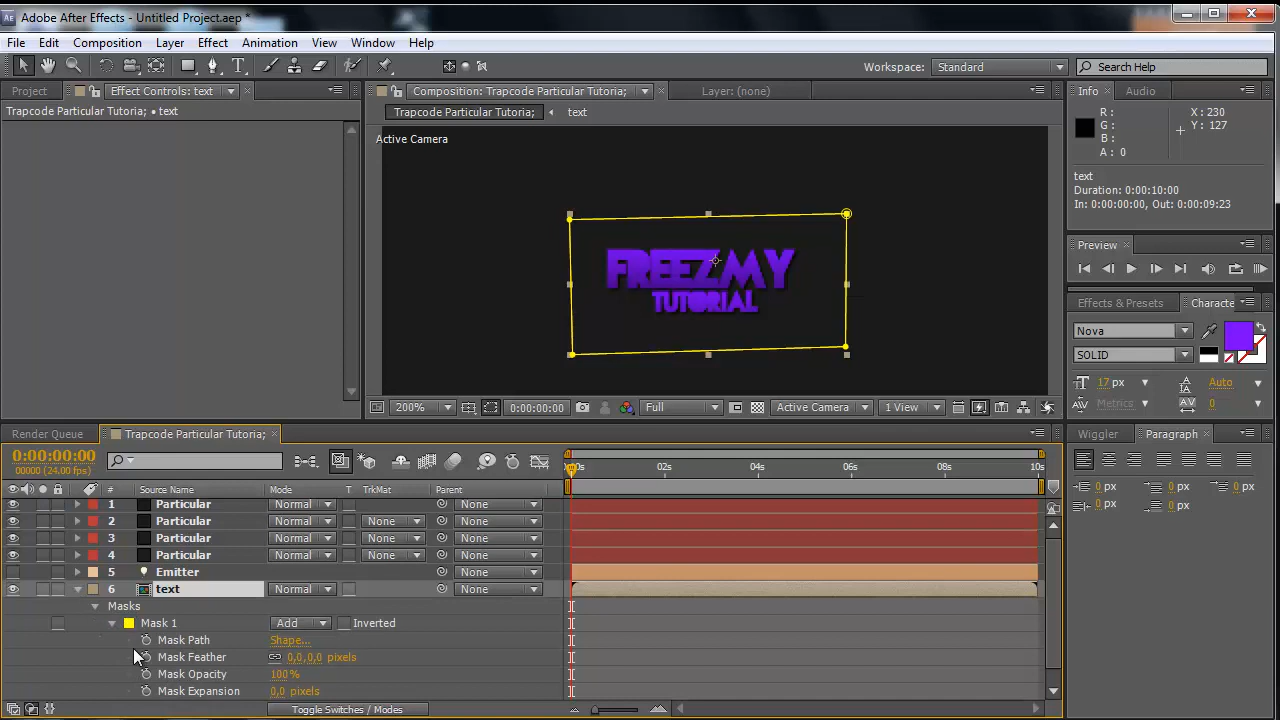 Adobe After Effects - Untitled Project.aep *
File Edit Composition Layer Effect Animation View Window Help
Workspace: Standard Search Help
Project Effect Controls: text
Trapcode Particular Tutoria; • text
Composition: Trapcode Particular Tutoria; Layer: (none)
Trapcode Particular Tutoria; text
Active Camera
FREEZMY
TUTORIAL
200% 0:00:00:00 Full Active Camera 1 View
Info Audio
R: X: 230
G: Y: 127
B:
A: 0
text
Duration: 0:00:10:00
In: 0:00:00:00, Out: 0:00:09:23
Preview
Effects & Presets Characte
Nova
SOLID
17 px Auto
Metrics 0
Wiggler Paragraph
0 px 0 px 0 px
0 px 0 px
Render Queue Trapcode Particular Tutoria;
0:00:00:00
00000 (24.00 fps)
02s 04s 06s 08s 10s
# Source Name Mode T TrkMat Parent
1 Particular Normal None
2 Particular Normal None None
3 Particular Normal None None
4 Particular Normal None None
5 Emitter None
6 text Normal None
Masks
Mask 1 Add Inverted
Mask Path Shape...
Mask Feather 0,0,0,0 pixels
Mask Opacity 100%
Mask Expansion 0,0 pixels
Toggle Switches / Modes